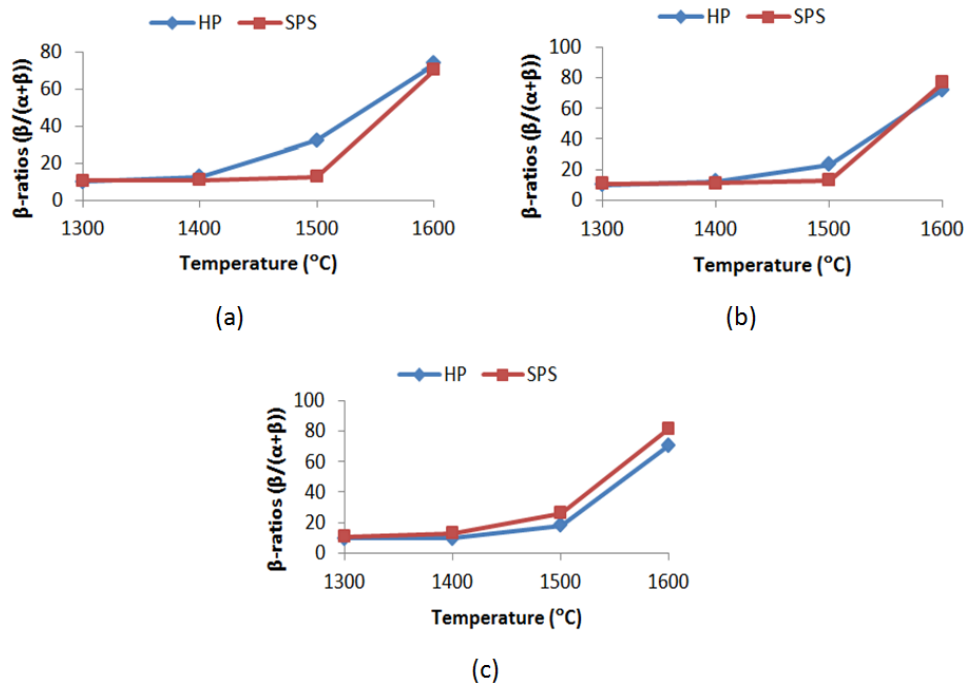 HP SPS
80
60
40
20
0
1300 1400 1500 1600
β-ratios (β/(α+β))
Temperature (°C)
(a)
HP SPS
100
80
60
40
20
0
1300 1400 1500 1600
β-ratios (β/(α+β))
Temperature (°C)
(b)
HP SPS
100
80
60
40
20
0
1300 1400 1500 1600
β-ratios (β/(α+β))
Temperature (°C)
(c)